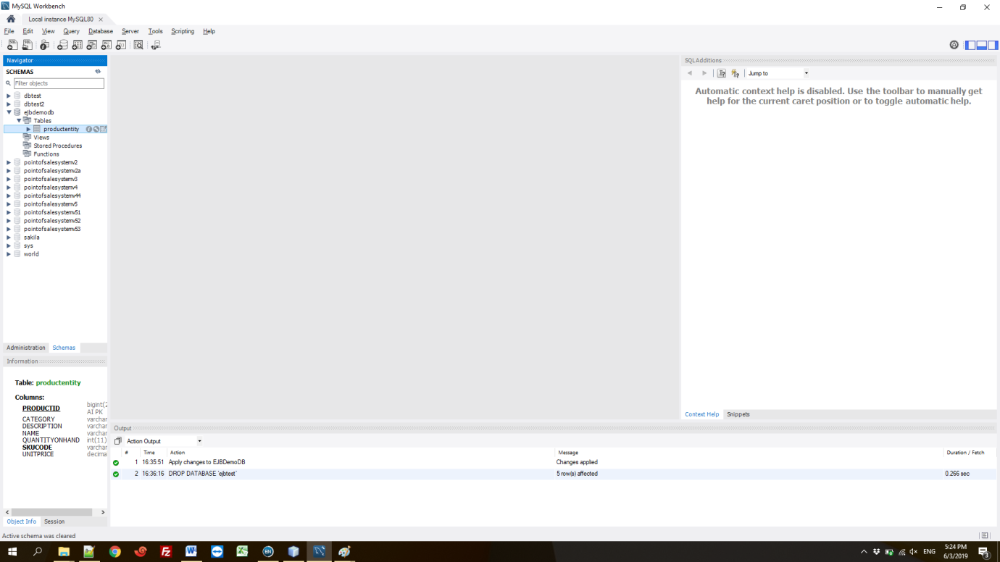 MySQL Workbench
Local instance MySQL80
File Edit View Query Database Server Tools Scripting Help
Navigator
SCHEMAS
Filter objects
dbtest
dbtest2
ejbdemodb
Tables
productentity
Views
Stored Procedures
Functions
pointofsalesystemv2
pointofsalesystemv2a
pointofsalesystemv3
pointofsalesystemv4
pointofsalesystemv44
pointofsalesystemv5
pointofsalesystemv51
pointofsalesystemv52
pointofsalesystemv53
sakila
sys
world
Administration Schemas
Information
Table: productentity
Columns:
PRODUCTID bigint(2
AI PK
CATEGORY varchar
DESCRIPTION varchar
NAME varchar
QUANTITYONHAND int(11)
SKUCODE varchar
UNITPRICE decima
Object Info Session
Active schema was cleared
SQL Additions
Jump to
Automatic context help is disabled. Use the toolbar to manually get
help for the current caret position or to toggle automatic help.
Context Help Snippets
Output
Action Output
# Time Action Message Duration / Fetch
1 16:35:51 Apply changes to EJBDemoDB Changes applied
2 16:36:16 DROP DATABASE `ejbtest` 5 row(s) affected 0.266 sec
ENG
5:24 PM
6/3/2019